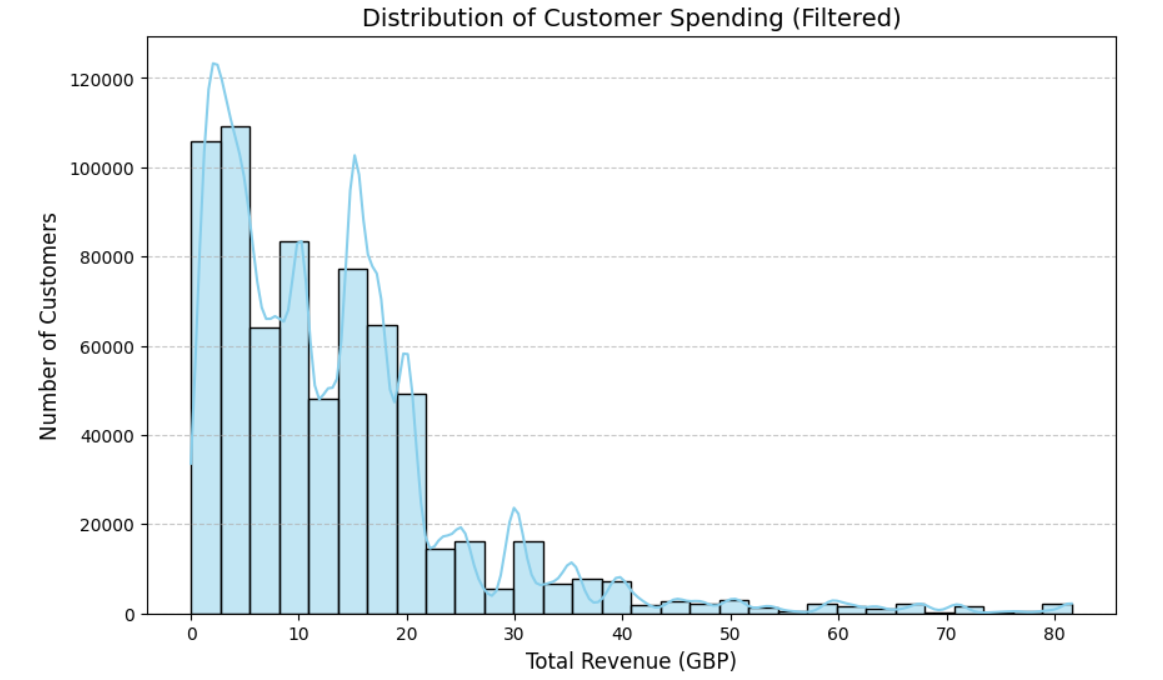 Distribution of Customer Spending (Filtered)
120000
100000
80000
60000
40000
20000
0
Number of Customers
0 10 20 30 40 50 60 70 80
Total Revenue (GBP)